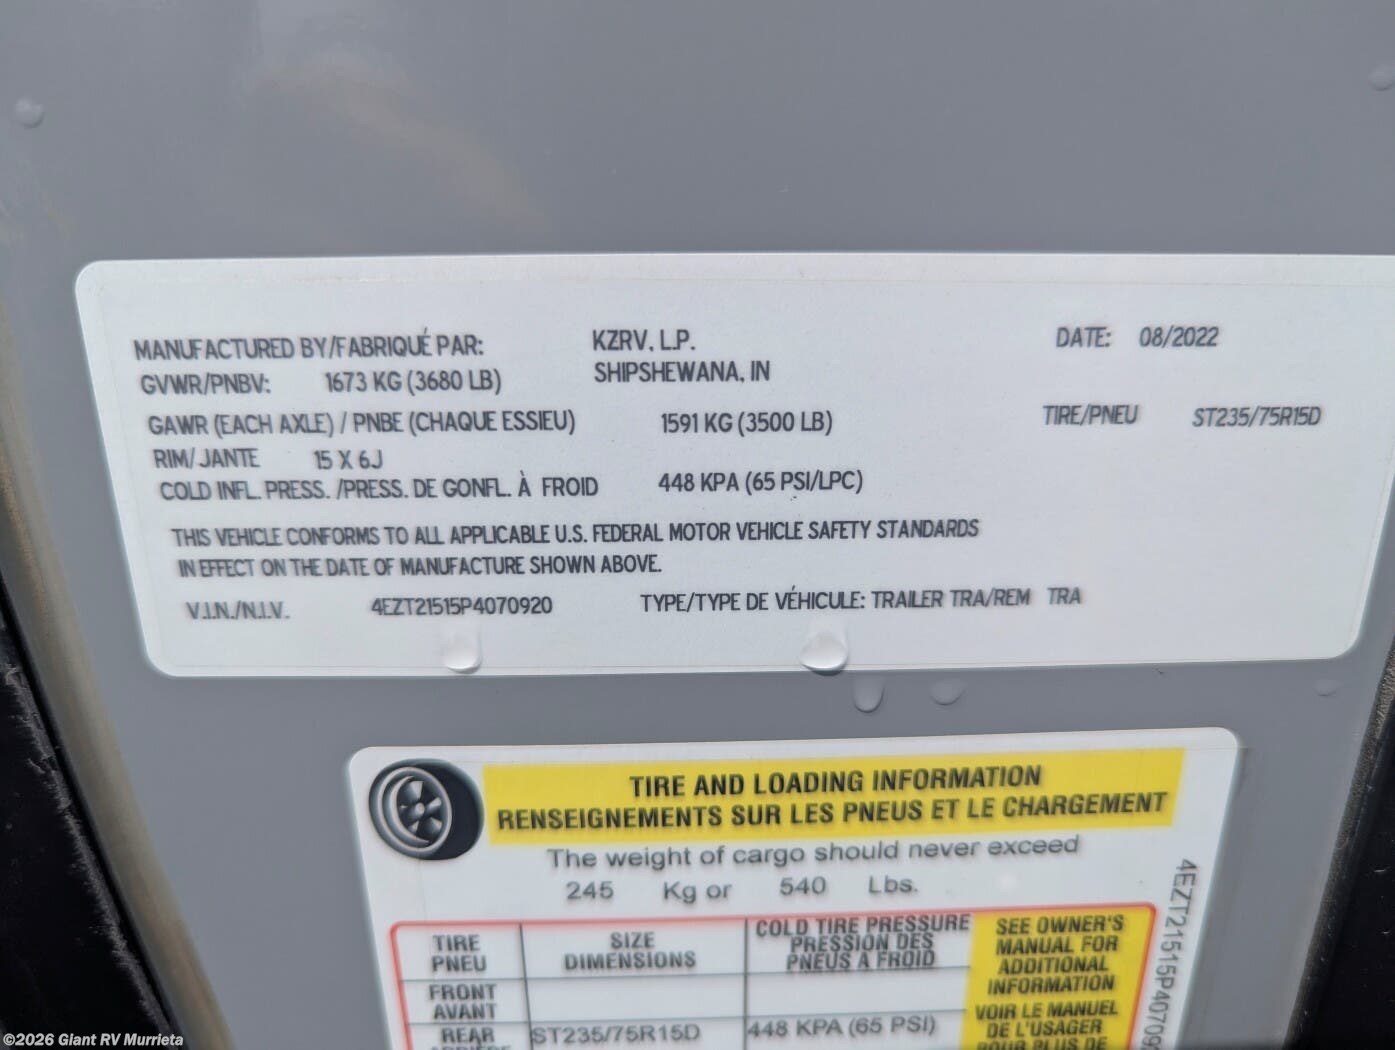 MANUFACTURED BY/FABRIQUÉ PAR: KZRV, L.P. DATE: 08/2022
SHIPSHEWANA, IN
GVWR/PNBV: 1673 KG (3680 LB)
GAWR (EACH AXLE) / PNBE (CHAQUE ESSIEU) 1591 KG (3500 LB) TIRE/PNEU ST235/75R15D
RIM/JANTE 15 X 6J
COLD INFL. PRESS. /PRESS. DE GONFL. À FROID 448 KPA (65 PSI/LPC)
THIS VEHICLE CONFORMS TO ALL APPLICABLE U.S. FEDERAL MOTOR VEHICLE SAFETY STANDARDS
IN EFFECT ON THE DATE OF MANUFACTURE SHOWN ABOVE.
V.I.N./N.I.V. 4EZT21515P4070920 TYPE/TYPE DE VÉHICULE: TRAILER TRA/REM TRA
TIRE AND LOADING INFORMATION
RENSEIGNEMENTS SUR LES PNEUS ET LE CHARGEMENT
The weight of cargo should never exceed
245 Kg or 540 Lbs.
TIRE
PNEU
SIZE
DIMENSIONS
COLD TIRE PRESSURE
PRESSION DES
PNEUS A FROID
SEE OWNER'S
MANUAL FOR
ADDITIONAL
INFORMATION
VOIR LE MANUEL
DE L'USAGER
POUR PLUS DE
FRONT
AVANT
REAR ST235/75R15D 448 KPA (65 PSI)
4EZT21515P40709
©2026 Giant RV Murrieta